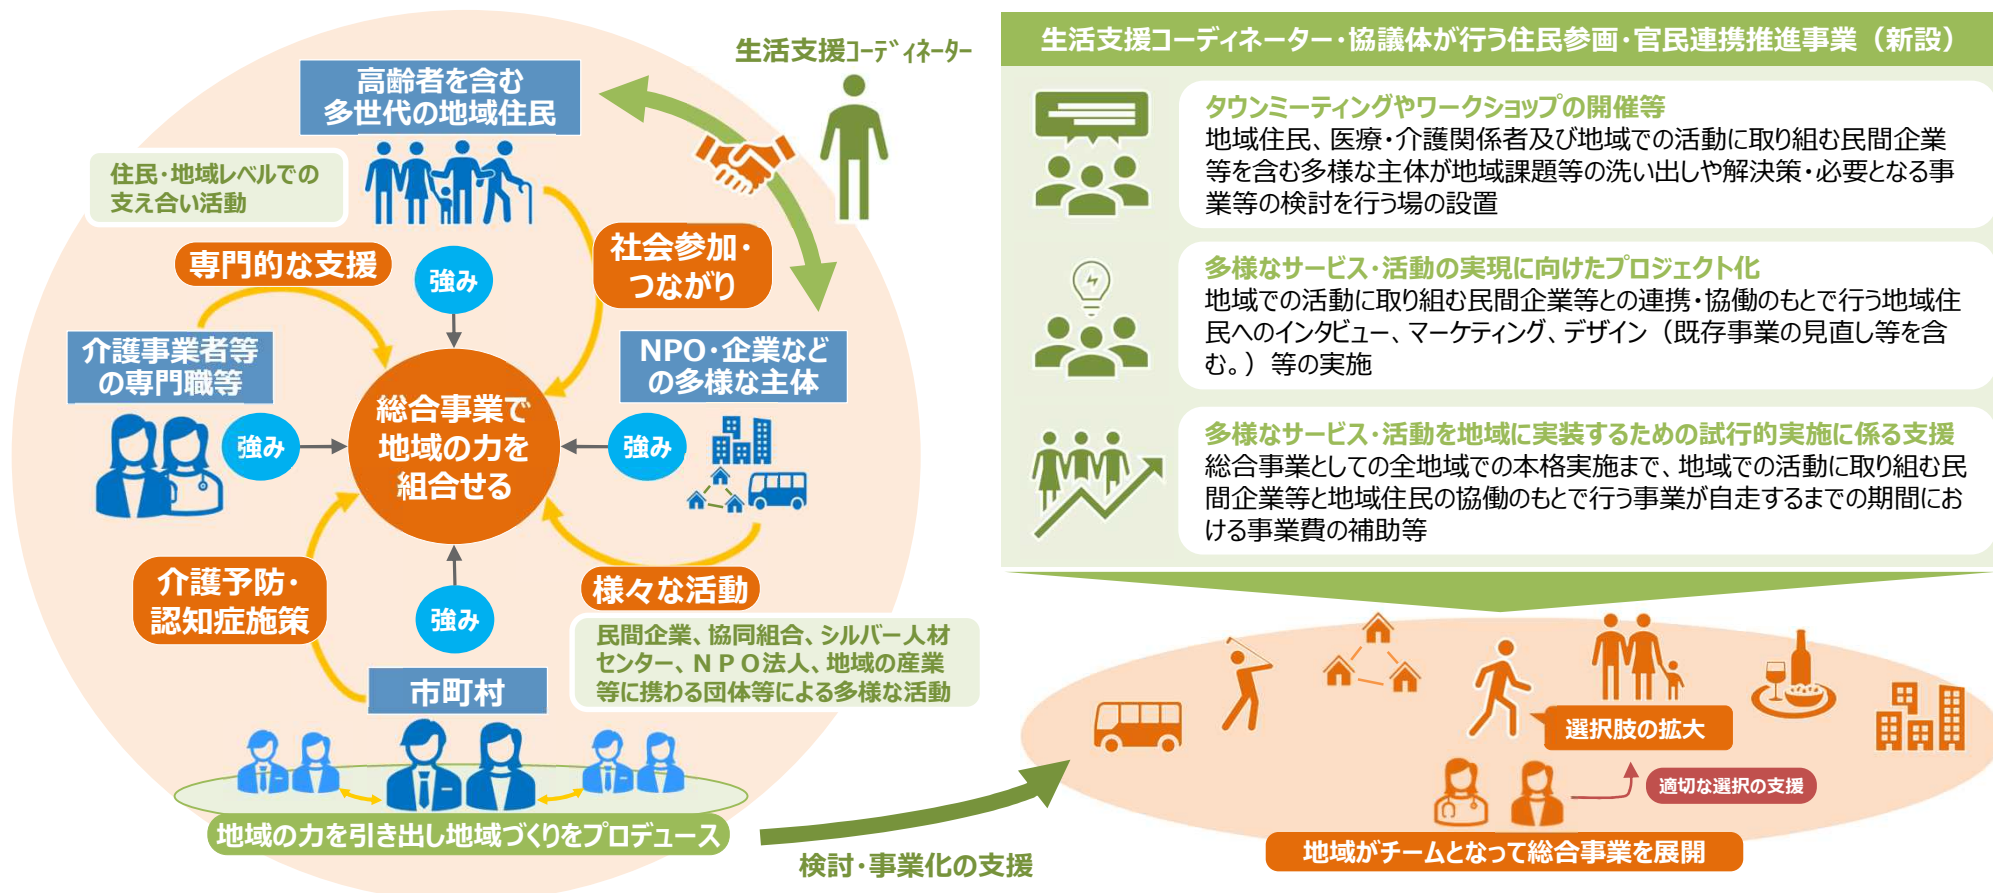 生活支援コーディネーター
高齢者を含む
多世代の地域住民
住民・地域レベルでの
支え合い活動
専門的な支援
強み
社会参加・
つながり
介護事業者等
の専門職等
強み
総合事業で
地域の力を
組合せる
強み
NPO・企業など
の多様な主体
介護予防・
認知症施策
強み
様々な活動
民間企業、協同組合、シルバー人材
センター、NPO法人、地域の産業
等に携わる団体等による多様な活動
市町村
地域の力を引き出し地域づくりをプロデュース
検討・事業化の支援
生活支援コーディネーター・協議体が行う住民参画・官民連携推進事業（新設）
タウンミーティングやワークショップの開催等
地域住民、医療・介護関係者及び地域での活動に取り組む民間企業
等を含む多様な主体が地域課題等の洗い出しや解決策・必要となる事
業等の検討を行う場の設置
多様なサービス・活動の実現に向けたプロジェクト化
地域での活動に取り組む民間企業等との連携・協働のもとで行う地域住
民へのインタビュー、マーケティング、デザイン（既存事業の見直し等を含
む。）等の実施
多様なサービス・活動を地域に実装するための試行的実施に係る支援
総合事業としての全地域での本格実施まで、地域での活動に取り組む民
間企業等と地域住民の協働のもとで行う事業が自走するまでの期間にお
ける事業費の補助等
選択肢の拡大
適切な選択の支援
地域がチームとなって総合事業を展開